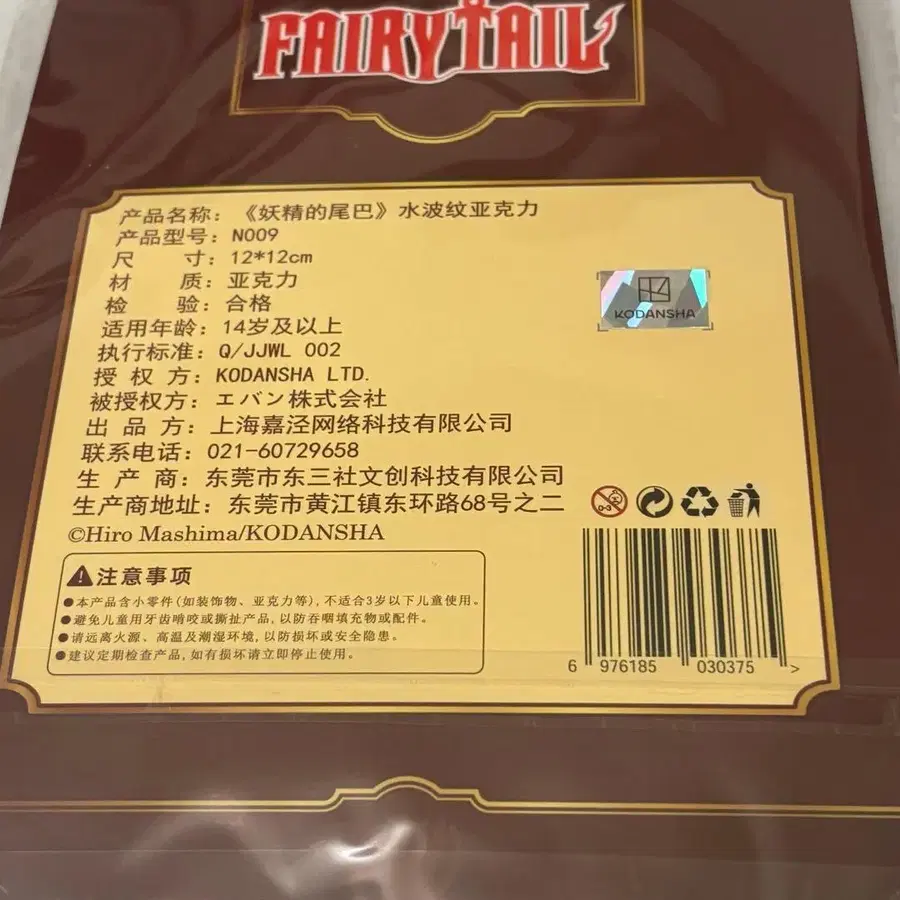 FAIRY TAIL
产品名称：《妖精的尾巴》水波纹亚克力
产品型号：N009
尺 寸：12*12cm
材 质：亚克力
检 验：合格
适用年龄：14岁及以上
执行标准：Q/JJWL 002
授 权 方：KODANSHA LTD.
被授权方：エバン株式会社
出 品 方：上海嘉泾网络科技有限公司
联系电话：021-60729658
生 产 商：东莞市东三社文创科技有限公司
生产商地址：东莞市黄江镇东环路68号之二
©Hiro Mashima/KODANSHA
KODANSHA
0-3
注意事项
●本产品含小零件(如装饰物、亚克力等),不适合3岁以下儿童使用。
●避免儿童用牙齿啃咬或撕扯产品,以防吞咽填充物或配件。
●请远离火源、高温及潮湿环境,以防损坏或安全隐患。
●建议定期检查产品,如有损坏请立即停止使用。
6 976185 030375 >